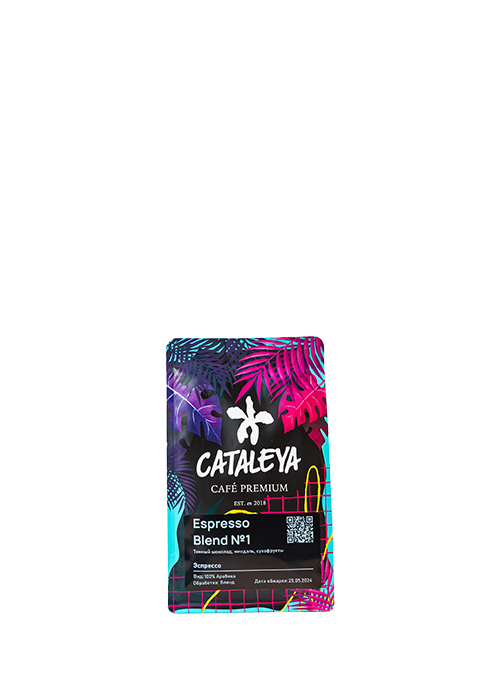 CATALEYA
CAFÉ PREMIUM
EST. en 2018
Espresso
Blend №1
Темный шоколад, миндаль, сухофрукты
Эспрессо
Вид: 100% Арабика
Обработка: Бленд
Дата обжарки: 25.05.2024